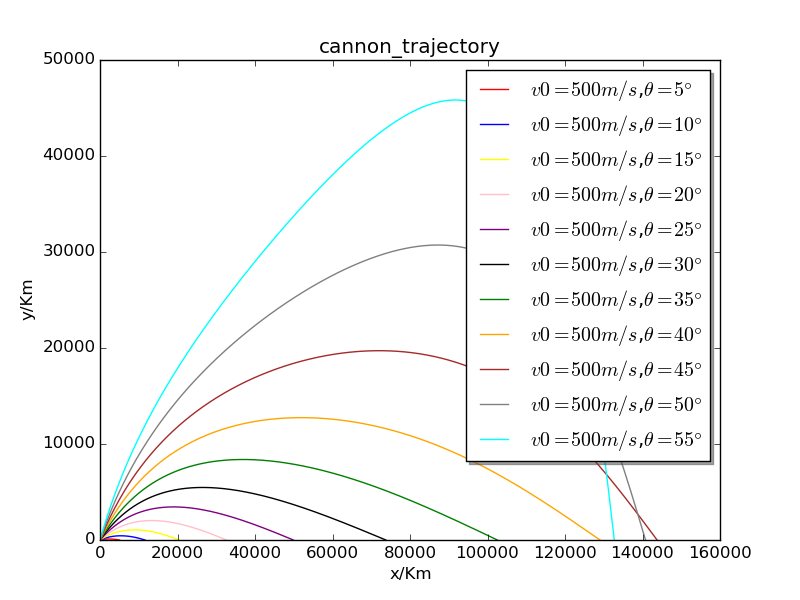 cannon_trajectory
50000
40000
30000
20000
10000
0
y/Km
v0=500m/s,θ=5°
v0=500m/s,θ=10°
v0=500m/s,θ=15°
v0=500m/s,θ=20°
v0=500m/s,θ=25°
v0=500m/s,θ=30°
v0=500m/s,θ=35°
v0=500m/s,θ=40°
v0=500m/s,θ=45°
v0=500m/s,θ=50°
v0=500m/s,θ=55°
0 20000 40000 60000 80000 100000 120000 140000 160000
x/Km